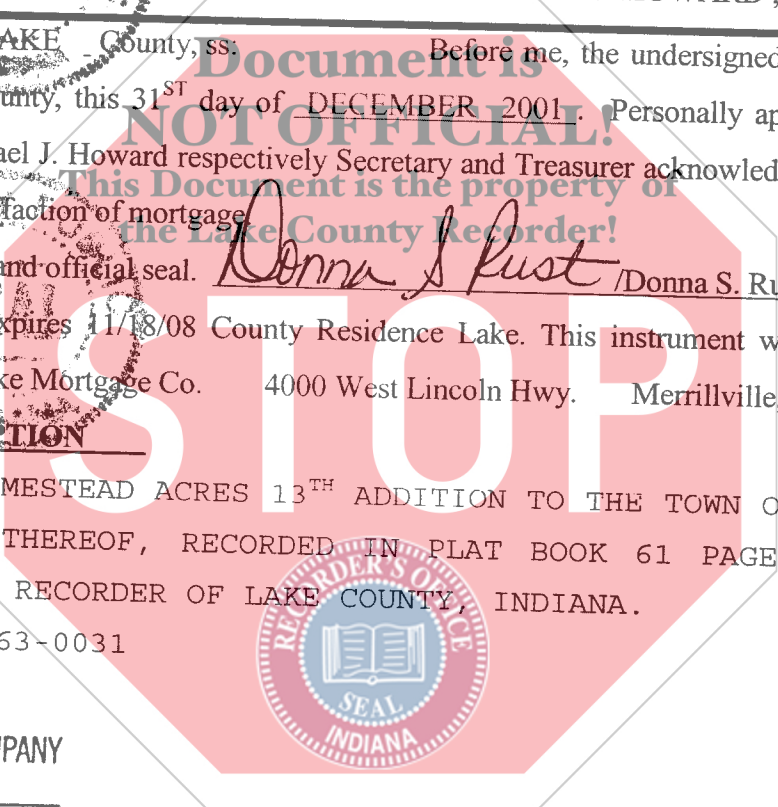 AKE County, ss: Before me, the undersigned
unty, this 31ST day of DECEMBER 2001. Personally ap
ael J. Howard respectively Secretary and Treasurer acknowled
faction of mortgage
and official seal. Donna S Rust /Donna S. Ru
xpires 11/18/08 County Residence Lake. This instrument w
ke Mortgage Co. 4000 West Lincoln Hwy. Merrillville,
TION
MESTEAD ACRES 13TH ADDITION TO THE TOWN O
THEREOF, RECORDED IN PLAT BOOK 61 PAGE
RECORDER OF LAKE COUNTY, INDIANA.
63-0031
PANY
Document is
NOT OFFICIAL!
This Document is the property of
the Lake County Recorder!
STOP
RECORDER'S OFFICE
SEAL
INDIANA